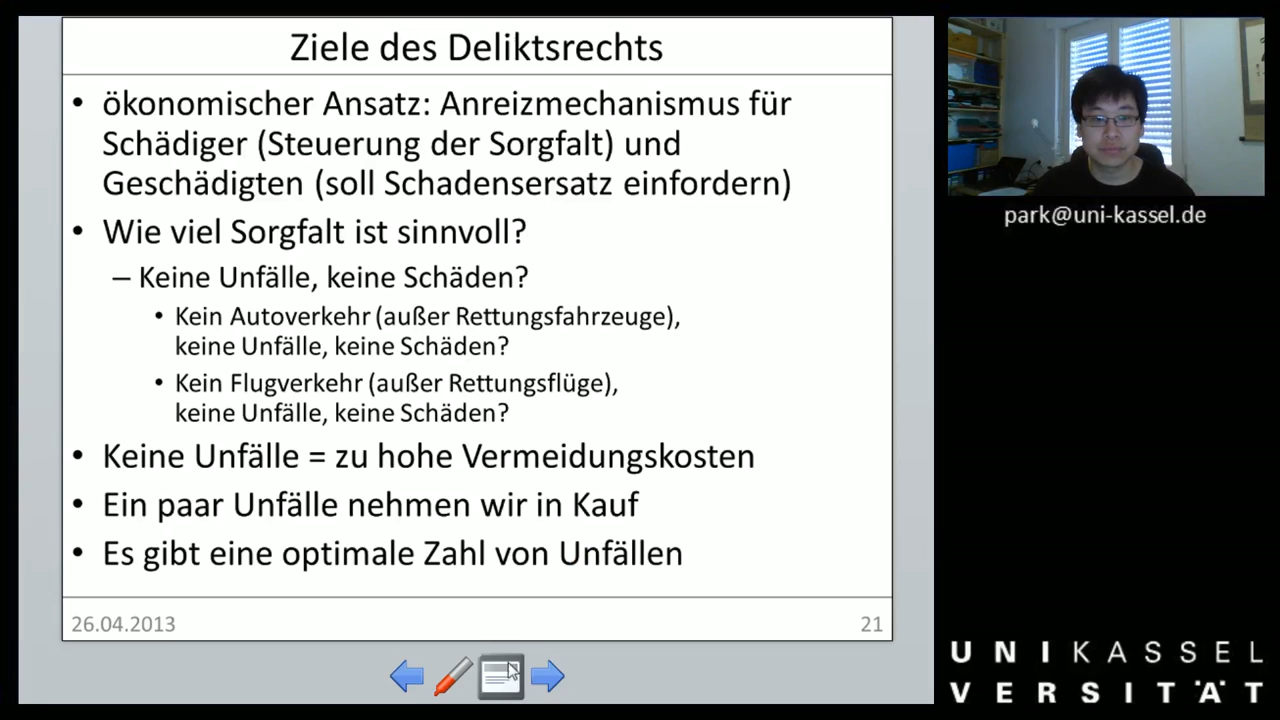 Ziele des Deliktsrechts
• ökonomischer Ansatz: Anreizmechanismus für
Schädiger (Steuerung der Sorgfalt) und
Geschädigten (soll Schadensersatz einfordern)
• Wie viel Sorgfalt ist sinnvoll?
– Keine Unfälle, keine Schäden?
• Kein Autoverkehr (außer Rettungsfahrzeuge),
keine Unfälle, keine Schäden?
• Kein Flugverkehr (außer Rettungsflüge),
keine Unfälle, keine Schäden?
• Keine Unfälle = zu hohe Vermeidungskosten
• Ein paar Unfälle nehmen wir in Kauf
• Es gibt eine optimale Zahl von Unfällen
26.04.2013
21
park@uni-kassel.de
UNIKASSEL
VERSITÄT